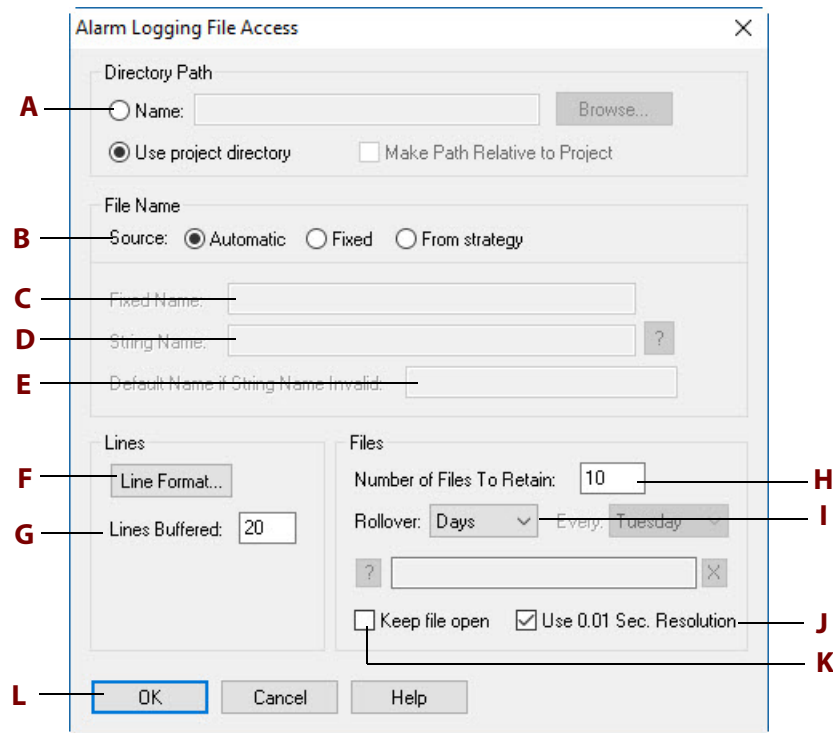 Alarm Logging File Access
Directory Path
A Name: Browse...
Use project directory Make Path Relative to Project
File Name
B Source: Automatic Fixed From strategy
C Fixed Name:
D String Name: ?
E Default Name if String Name Invalid:
Lines
F Line Format...
G Lines Buffered: 20
Files
Number of Files To Retain: 10 H
Rollover: Days Every: Tuesday I
? X
Keep file open Use 0.01 Sec. Resolution J
K
L OK Cancel Help